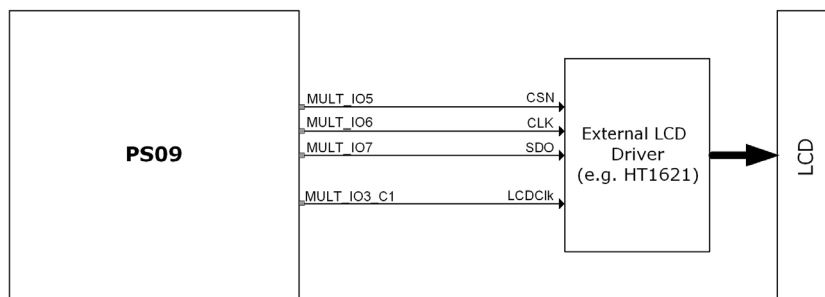 PS09
MULT_IO5 CSN
MULT_IO6 CLK
MULT_IO7 SDO
MULT_IO3_C1 LCDClk
External LCD
Driver
(e.g. HT1621)
LCD